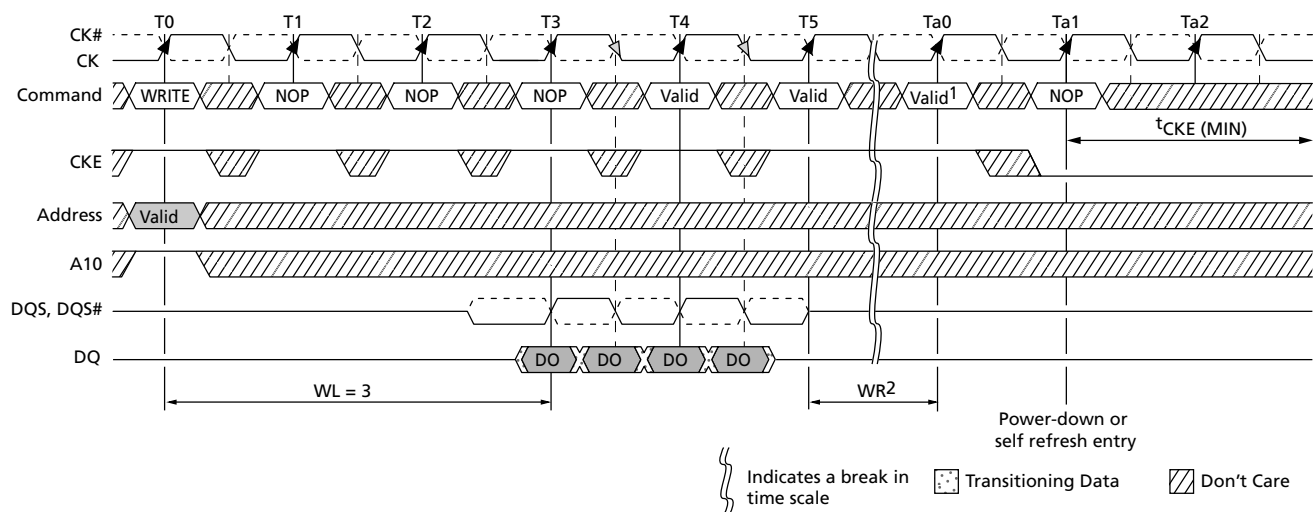 T0 T1 T2 T3 T4 T5 Ta0 Ta1 Ta2
CK#
CK
Command WRITE NOP NOP NOP Valid Valid Valid1 NOP
tCKE (MIN)
CKE
Address Valid
A10
DQS, DQS#
DQ DO DO DO DO
WL = 3 WR2
Power-down or
self refresh entry
Indicates a break in
time scale
Transitioning Data
Don't Care